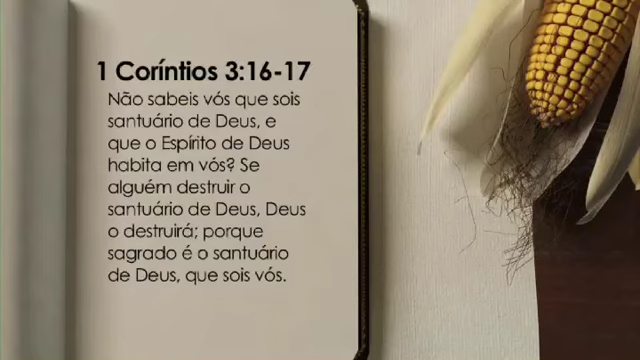 1 Coríntios 3:16-17
Não sabeis vós que sois
santuário de Deus, e
que o Espírito de Deus
habita em vós? Se
alguém destruir o
santuário de Deus, Deus
o destruirá; porque
sagrado é o santuário
de Deus, que sois vós.